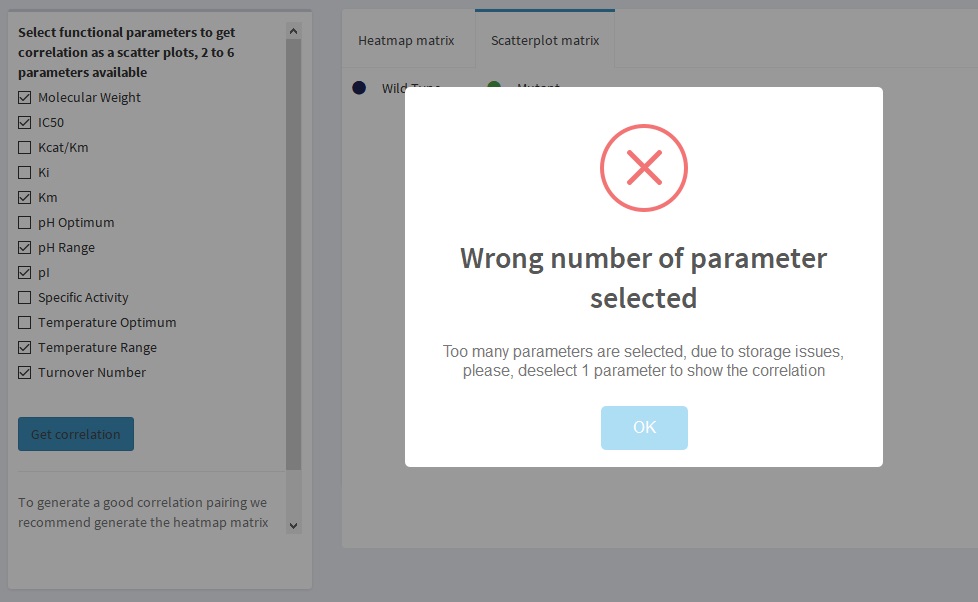 Select functional parameters to get
correlation as a scatter plots, 2 to 6
parameters available
Molecular Weight
IC50
Kcat/Km
Ki
Km
pH Optimum
pH Range
pI
Specific Activity
Temperature Optimum
Temperature Range
Turnover Number
Get correlation
To generate a good correlation pairing we
recommend generate the heatmap matrix
Heatmap matrix
Scatterplot matrix
Wild Type
Mutant
Wrong number of parameter
selected
Too many parameters are selected, due to storage issues,
please, deselect 1 parameter to show the correlation
OK